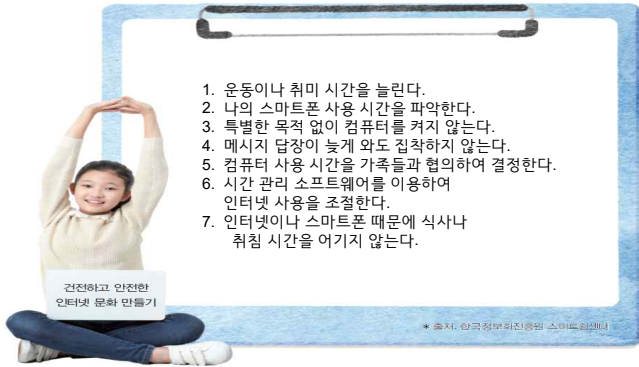 1. 운동이나 취미 시간을 늘린다.
2. 나의 스마트폰 사용 시간을 파악한다.
3. 특별한 목적 없이 컴퓨터를 켜지 않는다.
4. 메시지 답장이 늦게 와도 집착하지 않는다.
5. 컴퓨터 사용 시간을 가족들과 협의하여 결정한다.
6. 시간 관리 소프트웨어를 이용하여
인터넷 사용을 조절한다.
7. 인터넷이나 스마트폰 때문에 식사나
취침 시간을 어기지 않는다.
건전하고 안전한
인터넷 문화 만들기
* 출처. 한국정보화진흥원 스마트쉼센터